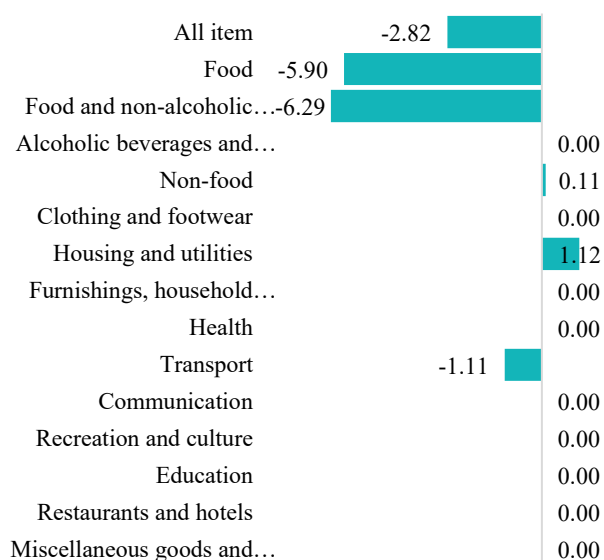 All item -2.82
Food -5.90
Food and non-alcoholic… -6.29
Alcoholic beverages and… 0.00
Non-food 0.11
Clothing and footwear 0.00
Housing and utilities 1.12
Furnishings, household… 0.00
Health 0.00
Transport -1.11
Communication 0.00
Recreation and culture 0.00
Education 0.00
Restaurants and hotels 0.00
Miscellaneous goods and… 0.00